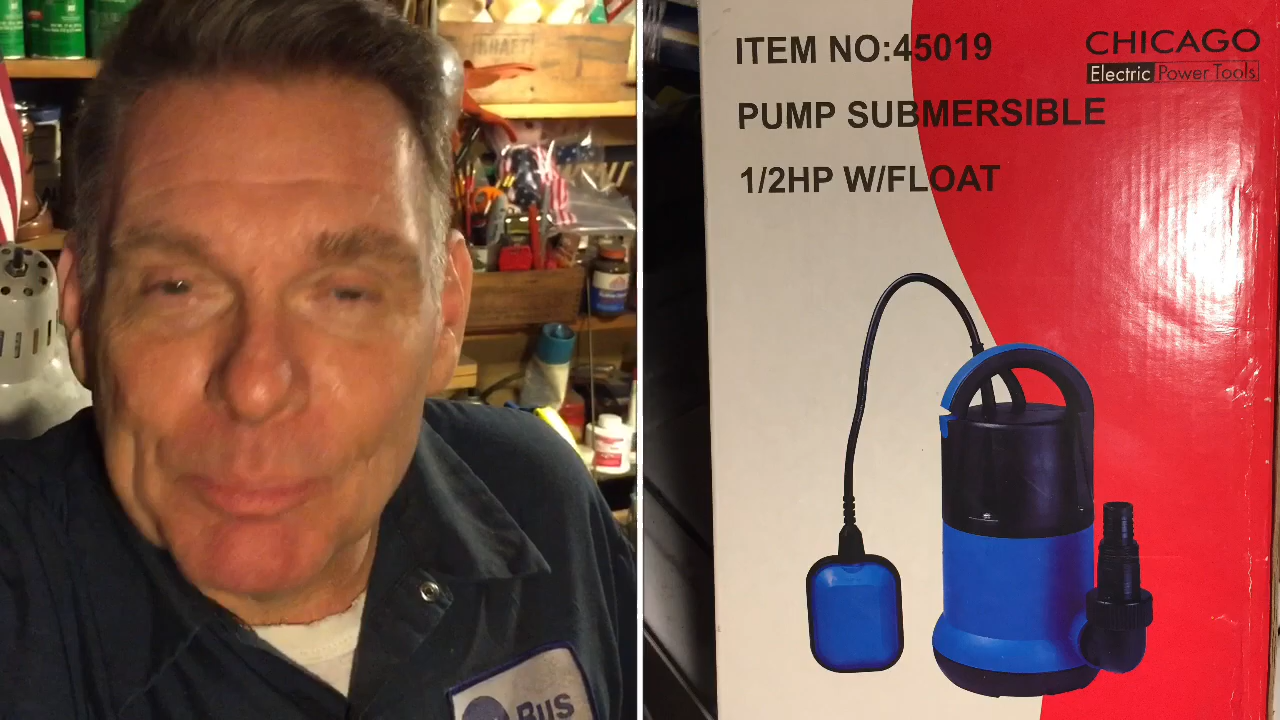 KRAFT
BUS
ITEM NO:45019
CHICAGO
Electric Power Tools
PUMP SUBMERSIBLE
1/2HP W/FLOAT